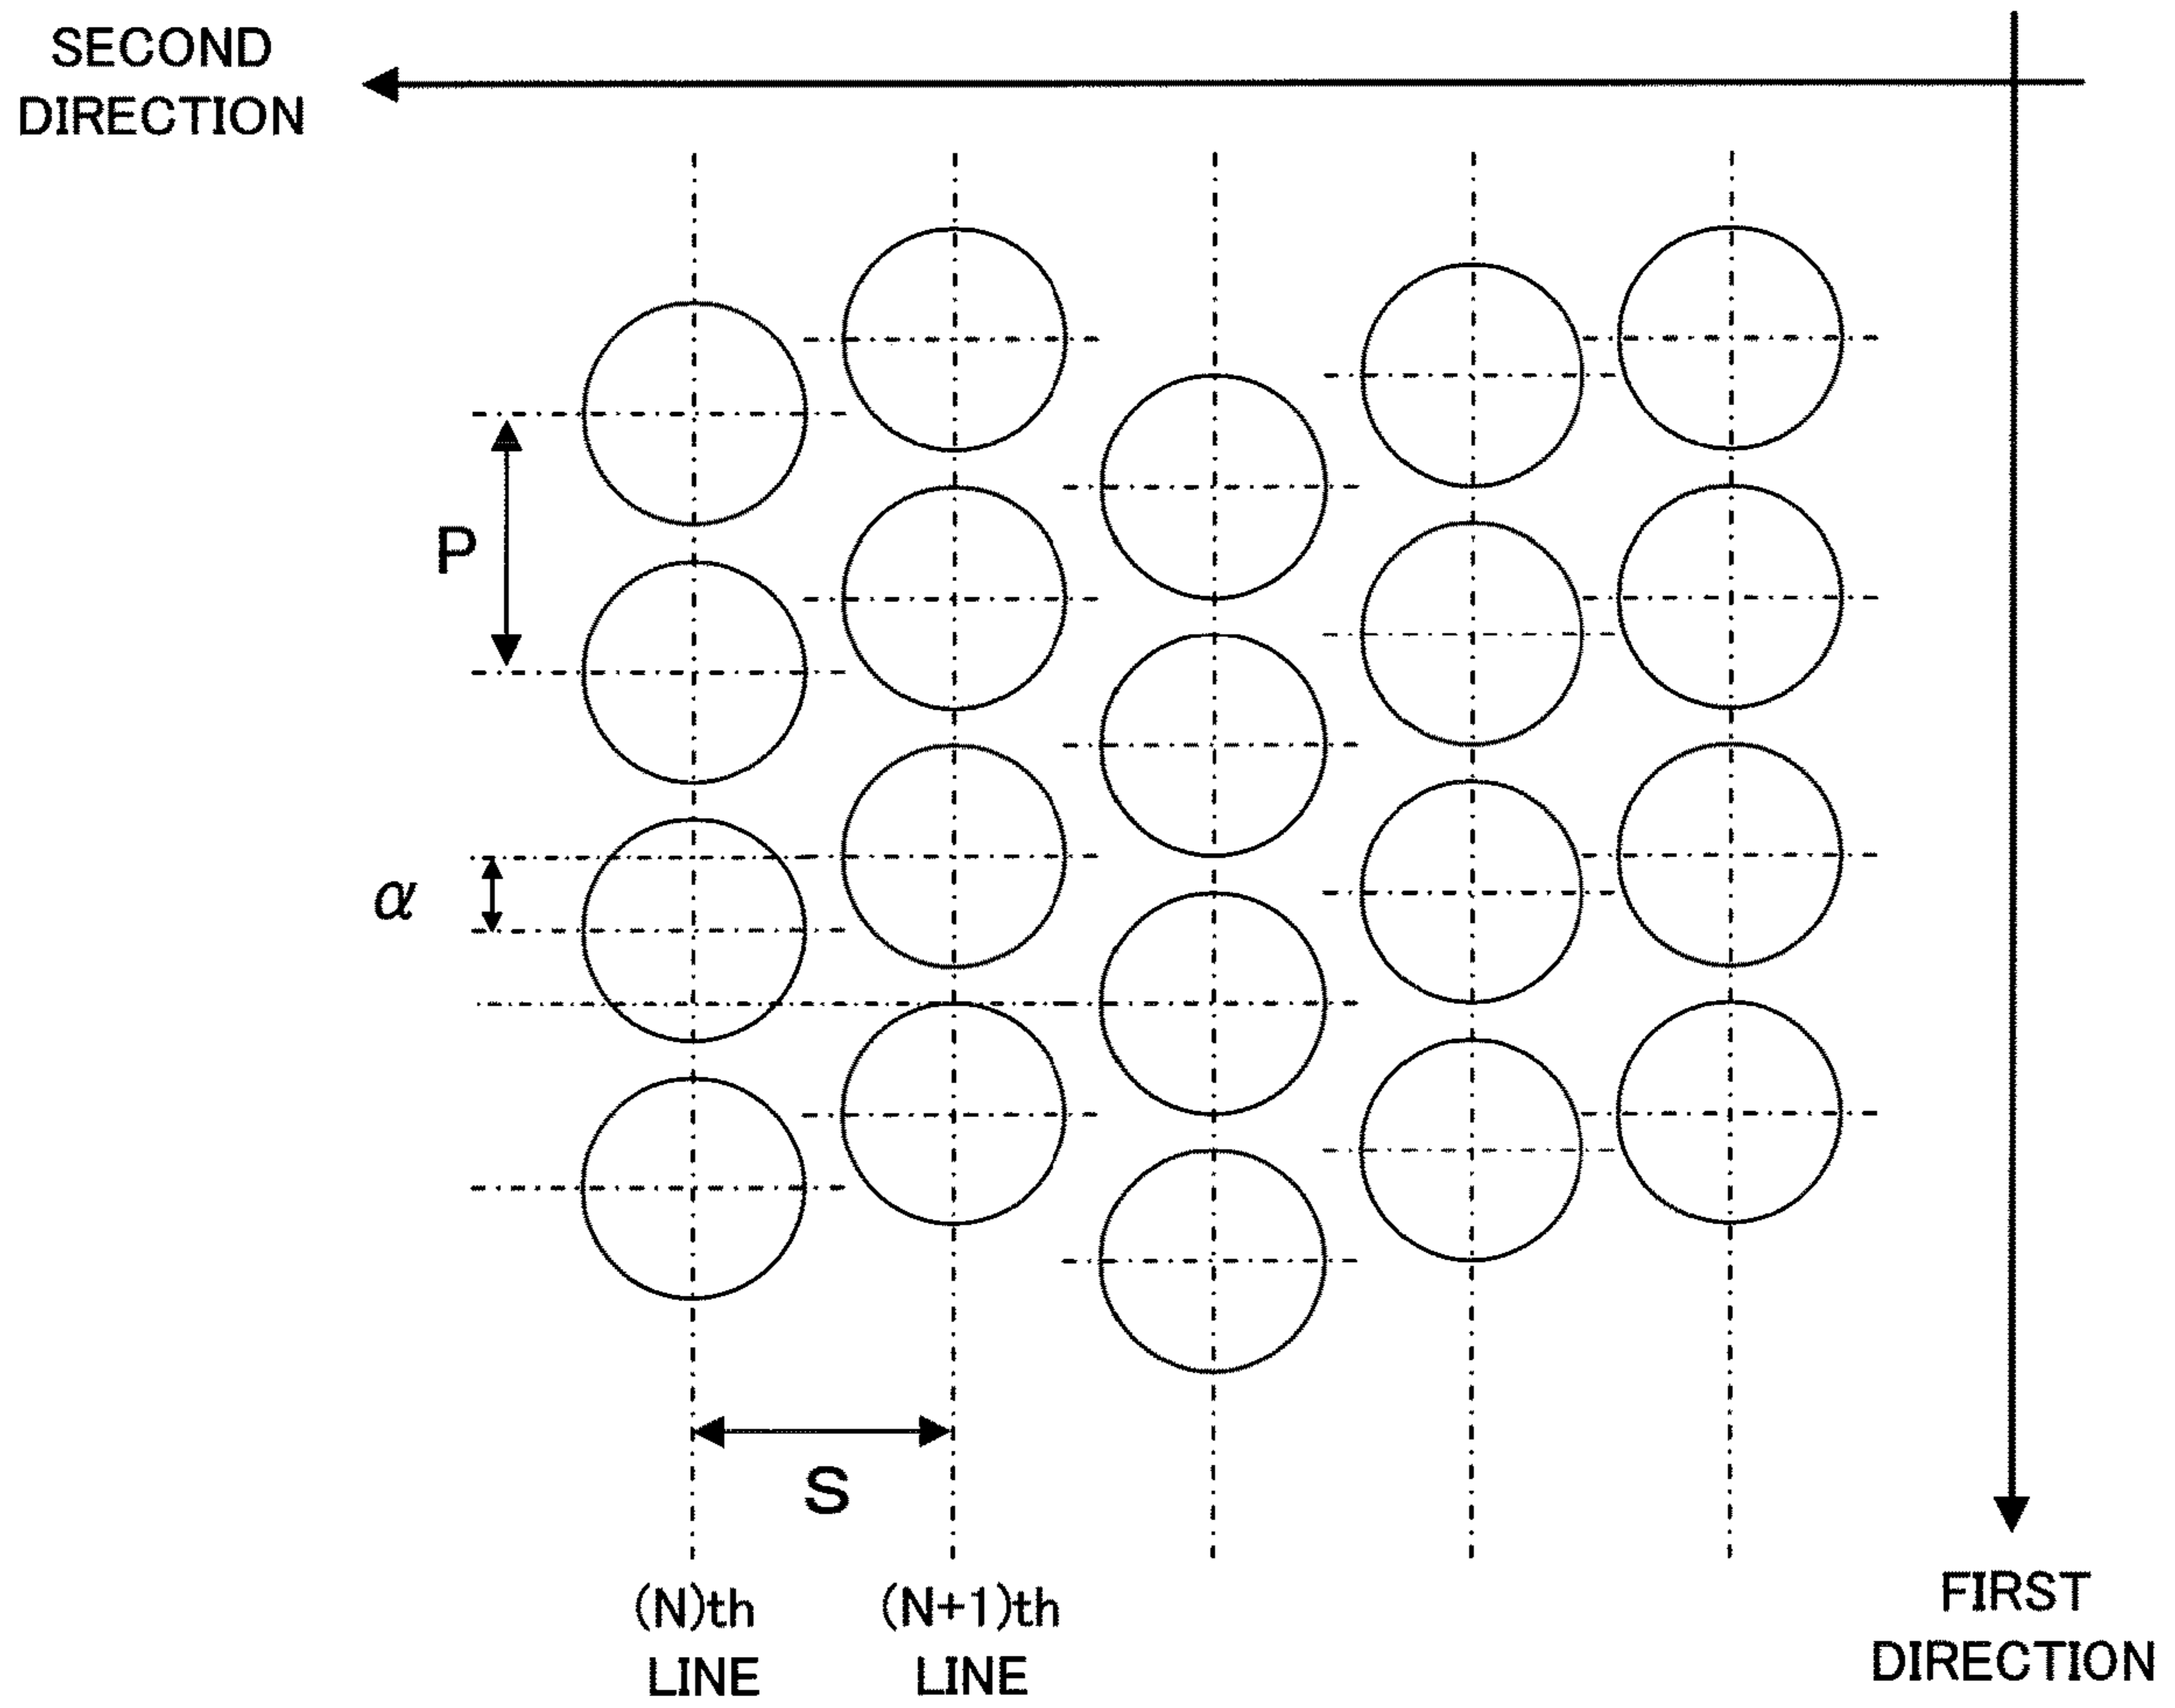 SECOND
DIRECTION
P
α
S
(N)th
LINE
(N+1)th
LINE
FIRST
DIRECTION